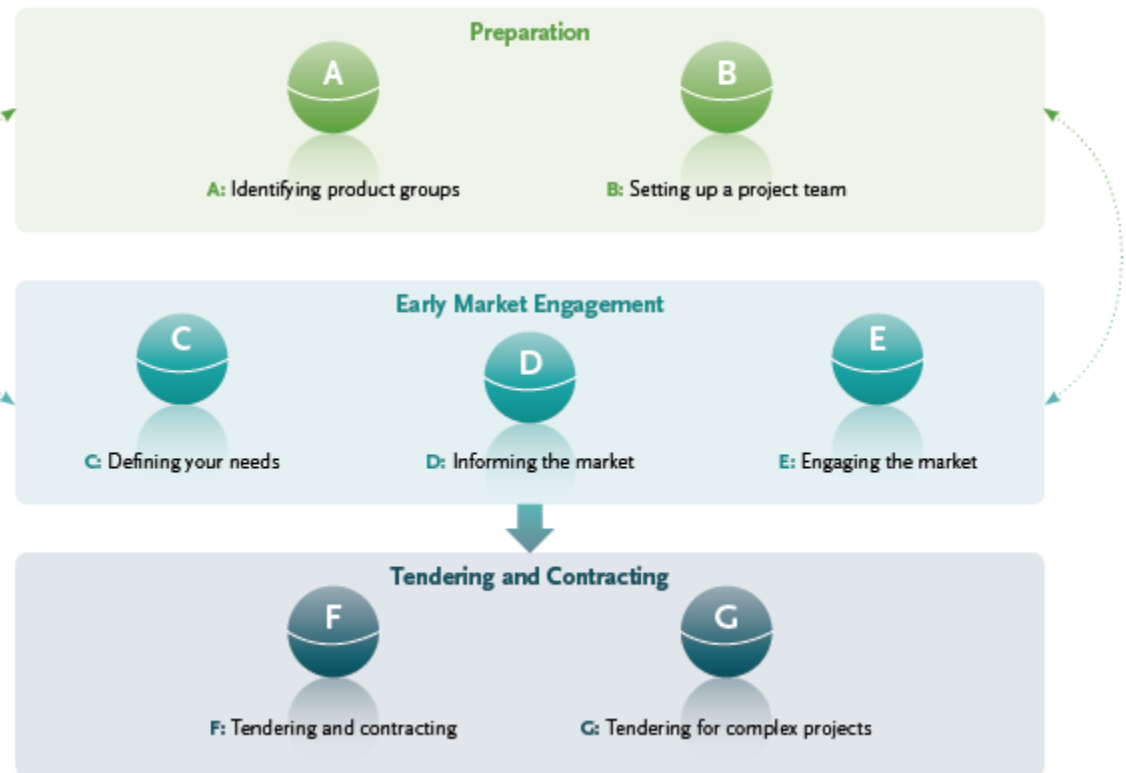 Preparation
A
B
A: Identifying product groups
B: Setting up a project team
Early Market Engagement
C
D
E
C: Defining your needs
D: Informing the market
E: Engaging the market
Tendering and Contracting
F
G
F: Tendering and contracting
G: Tendering for complex projects